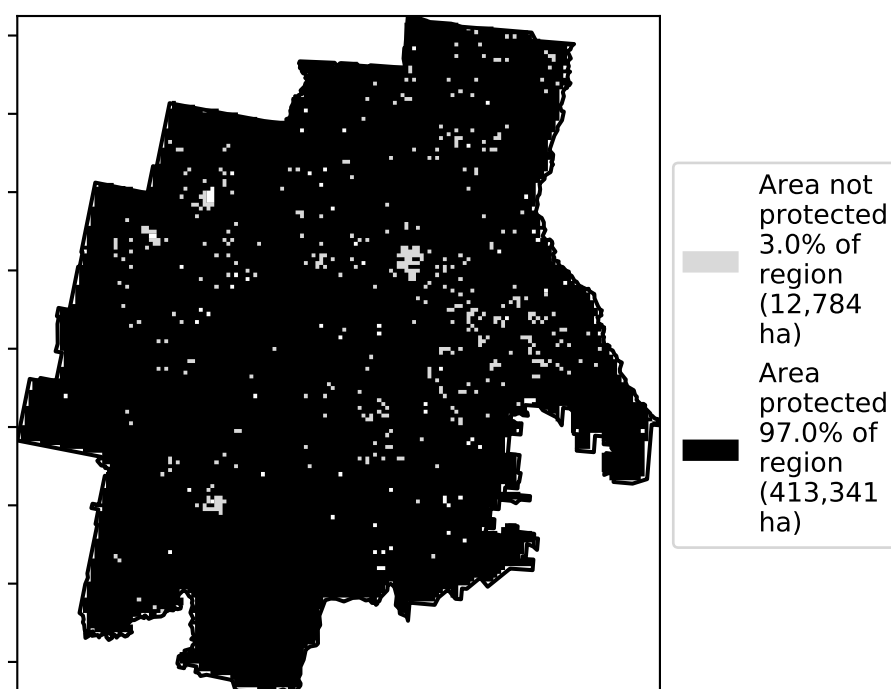 Area not
protected
3.0% of
region
(12,784
ha)
Area
protected
97.0% of
region
(413,341
ha)